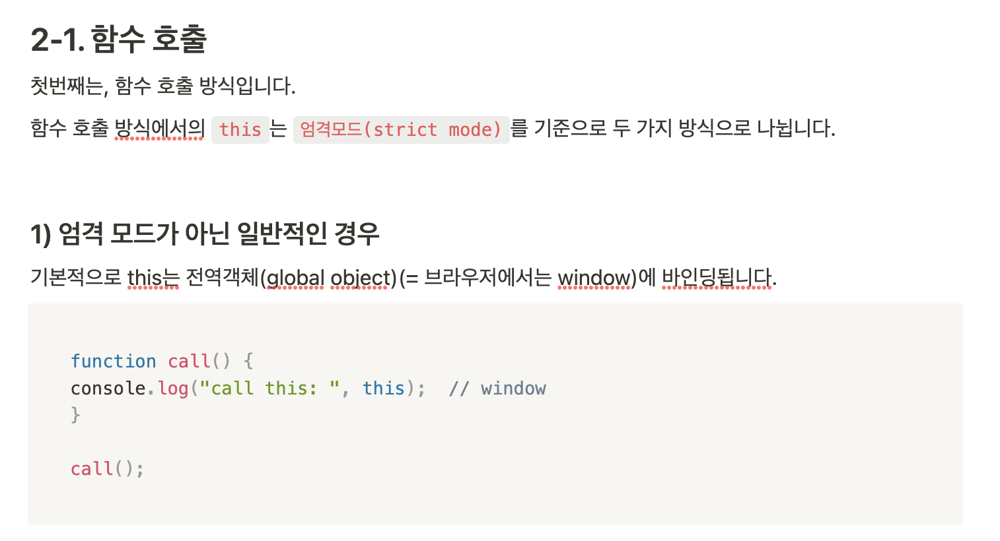 2-1. 함수 호출
첫번째는, 함수 호출 방식입니다.
함수 호출 방식에서의 this는 엄격모드(strict mode)를 기준으로 두 가지 방식으로 나뉩니다.
1) 엄격 모드가 아닌 일반적인 경우
기본적으로 this는 전역객체(global object)(= 브라우저에서는 window)에 바인딩됩니다.
function call() {
console.log("call this: ", this);  // window
}
call();